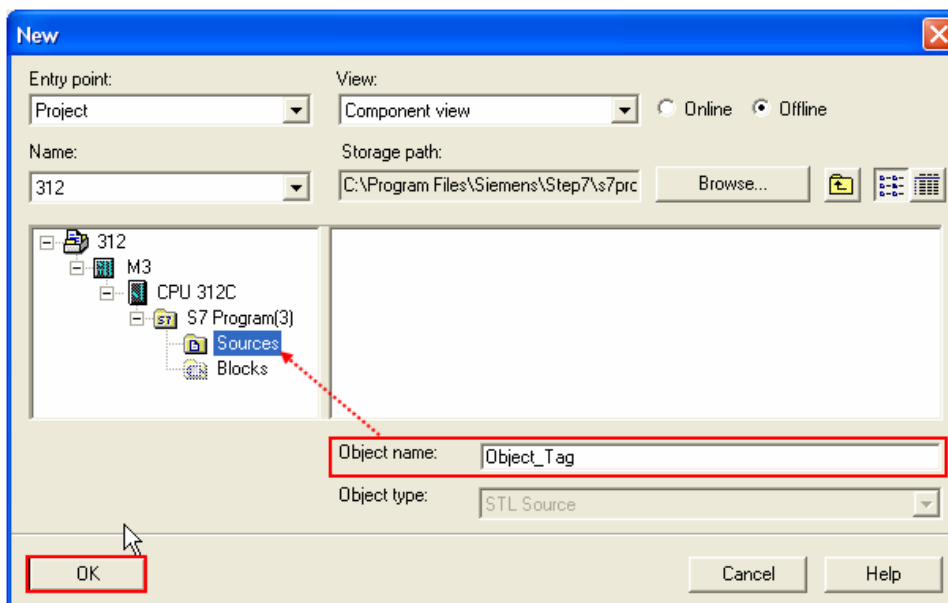 New
Entry point:
View:
Project
Component view
Online
Offline
Name:
Storage path:
312
C:\Program Files\Siemens\Step7\s7prc
Browse...
312
M3
CPU 312C
S7 Program(3)
Sources
Blocks
Object name:
Object_Tag
Object type:
STL Source
OK
Cancel
Help